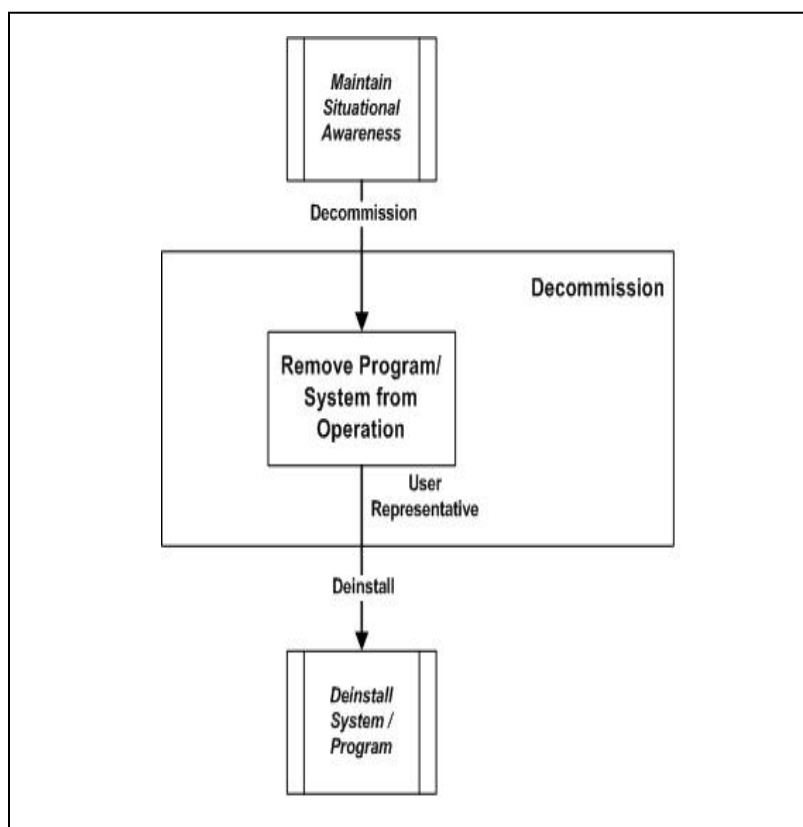 Maintain
Situational
Awareness
Decommission
Decommission
Remove Program/
System from
Operation
User
Representative
Deinstall
Deinstall
System /
Program